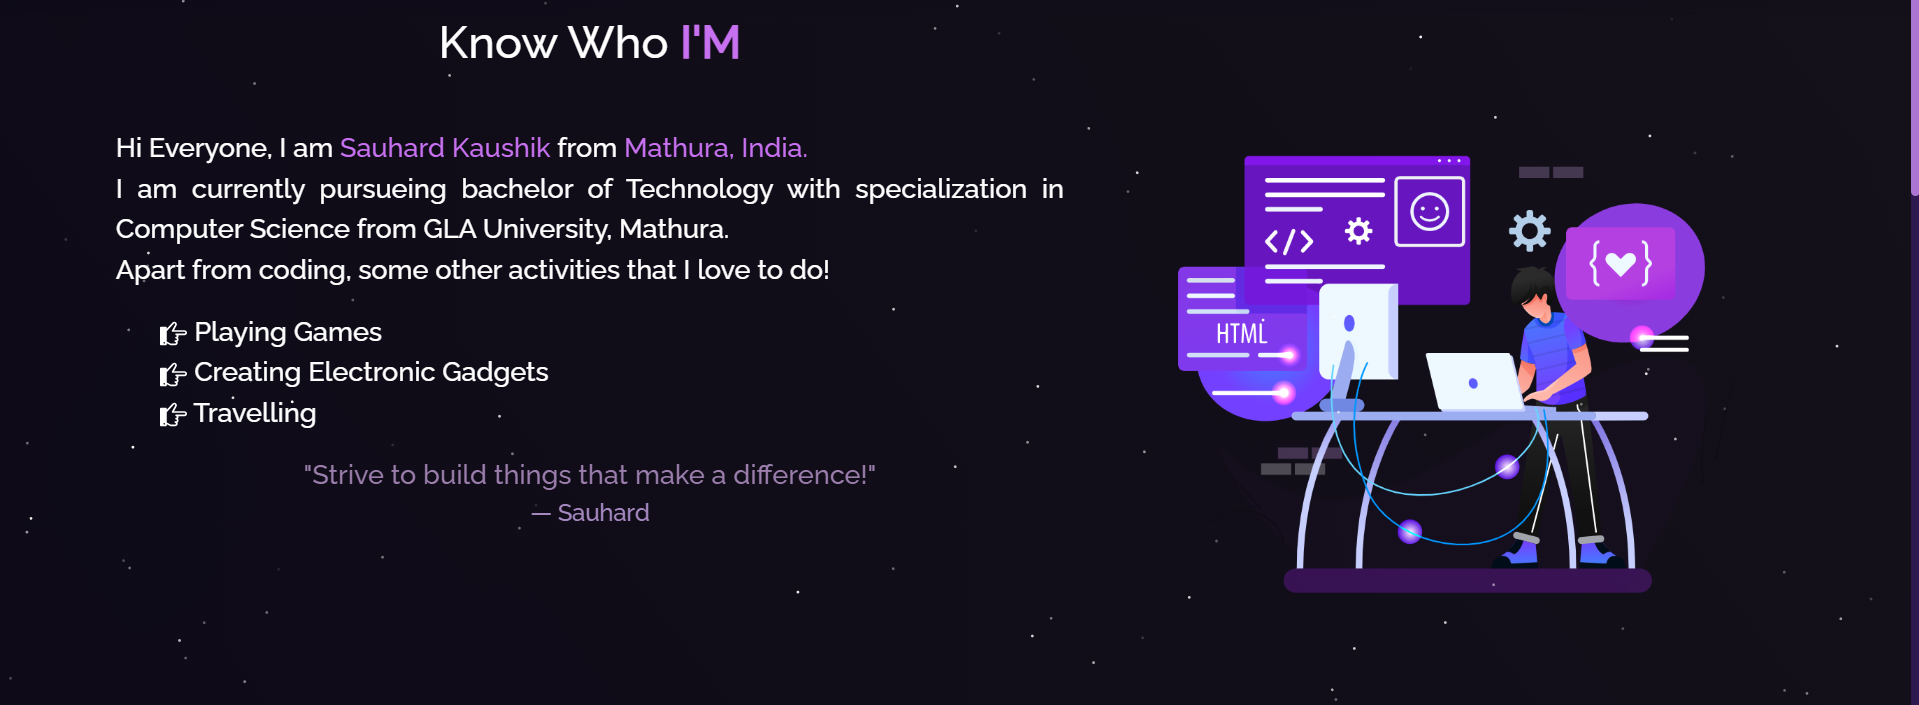 Know Who I'M
Hi Everyone, I am Sauhard Kaushik from Mathura, India.
I am currently pursueing bachelor of Technology with specialization in
Computer Science from GLA University, Mathura.
Apart from coding, some other activities that I love to do!
Playing Games
Creating Electronic Gadgets
Travelling
"Strive to build things that make a difference!"
— Sauhard
</>
HTML
{ }